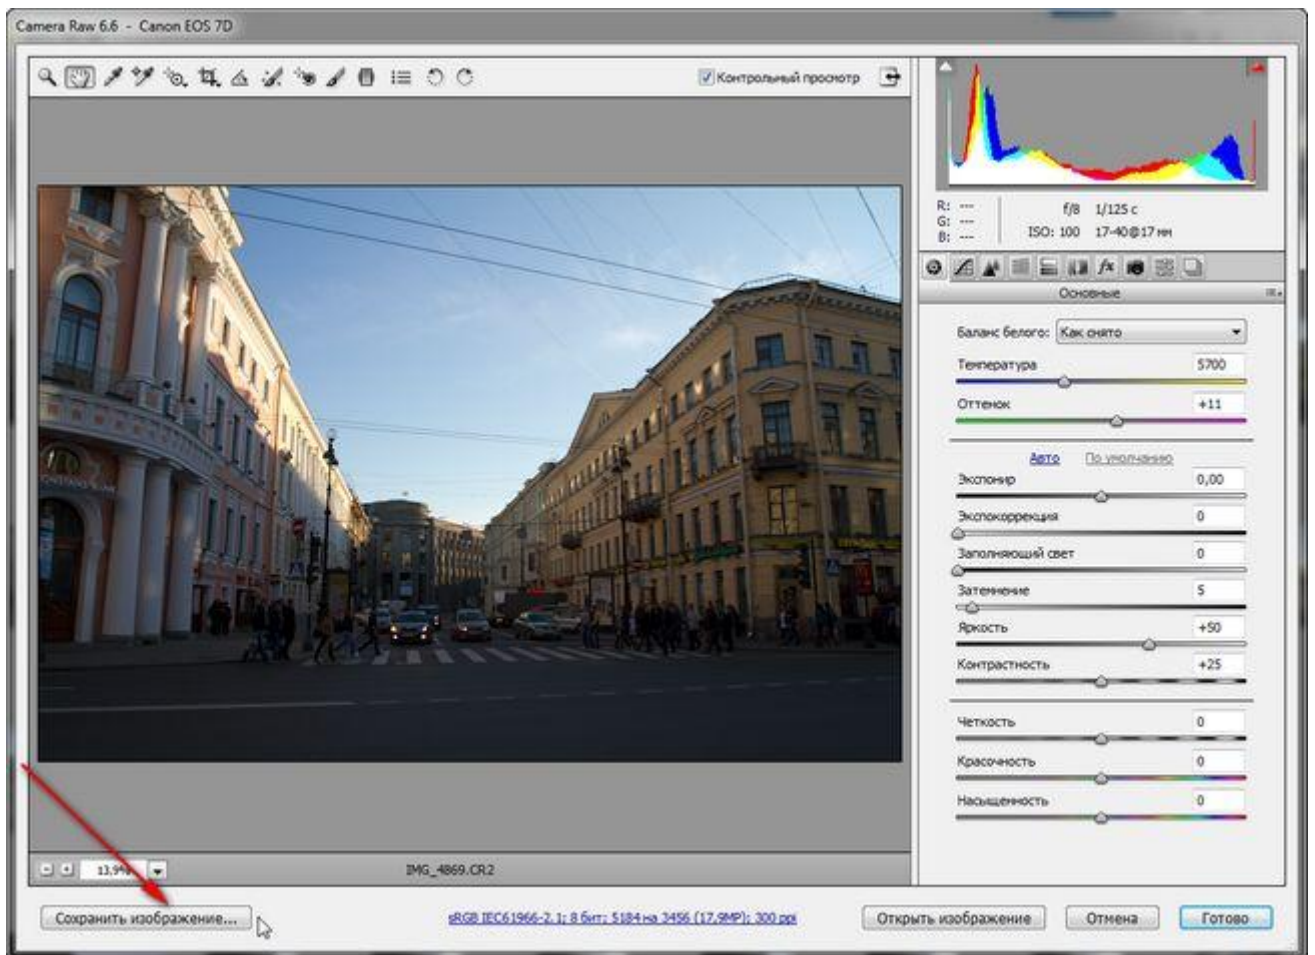 Camera Raw 6.6 - Canon EOS 7D
Контрольный просмотр
R: ---
G: ---
B: ---
f/8 1/125 с
ISO: 100 17-40@17 мм
Основные
Баланс белого: Как снято
Температура 5700
Оттенок +11
Авто По умолчанию
Экспонир 0,00
Экспокоррекция 0
Заполняющий свет 0
Затемнение 5
Яркость +50
Контрастность +25
Четкость 0
Красочность 0
Насыщенность 0
13,9%
IMG_4869.CR2
Сохранить изображение...
sRGB IEC61966-2.1; 8 бит; 5184 на 3456 (17,9MP); 300 ppi
Открыть изображение
Отмена
Готово